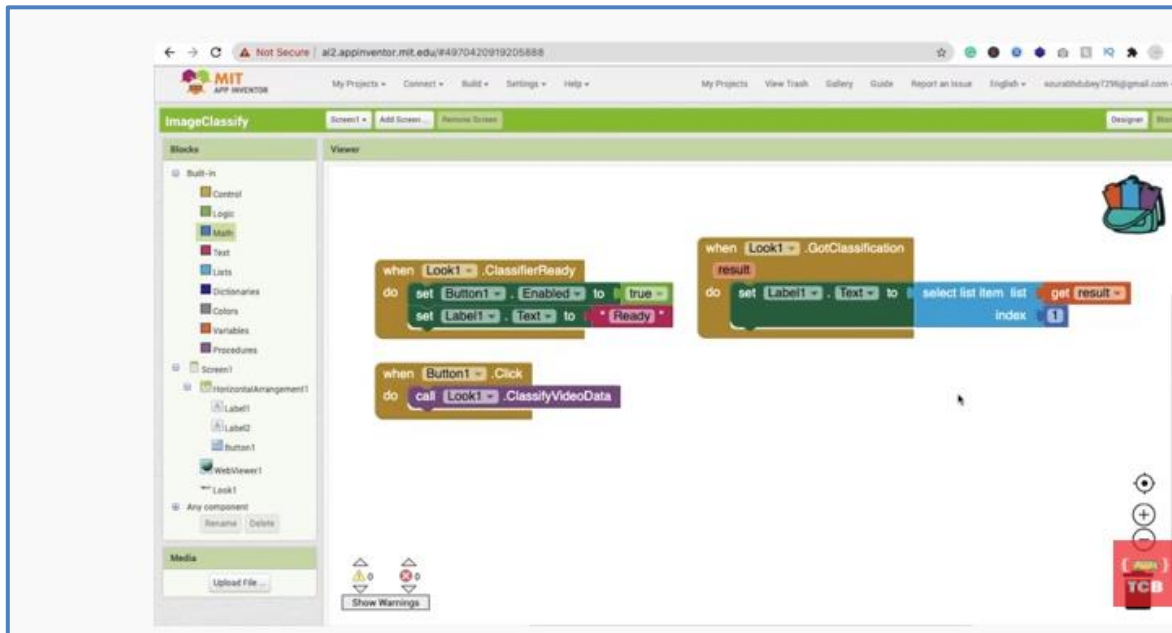 Not Secure | ai2.appinventor.mit.edu/#4970420919205888
MIT
APP INVENTOR
My Projects Connect Build Settings Help My Projects View Trash Gallery Guide Report an Issue English sourabhdubey7296@gmail.com
ImageClassify Screen1 Add Screen... Remove Screen Designer
Blocks Viewer
Built-in
Control
Logic
Math
Text
Lists
Dictionaries
Colors
Variables
Procedures
Screen1
HorizontalArrangement1
Label1
Label2
Button1
WebViewer1
Look1
Any component
Rename Delete
Media
Upload File ...
when Look1 .ClassifierReady
do set Button1 . Enabled to true
set Label1 . Text to " Ready "
when Button1 .Click
do call Look1 .ClassifyVideoData
when Look1 .GotClassification
result
do set Label1 . Text to select list item list get result
index 1
0 0
Show Warnings
TCB